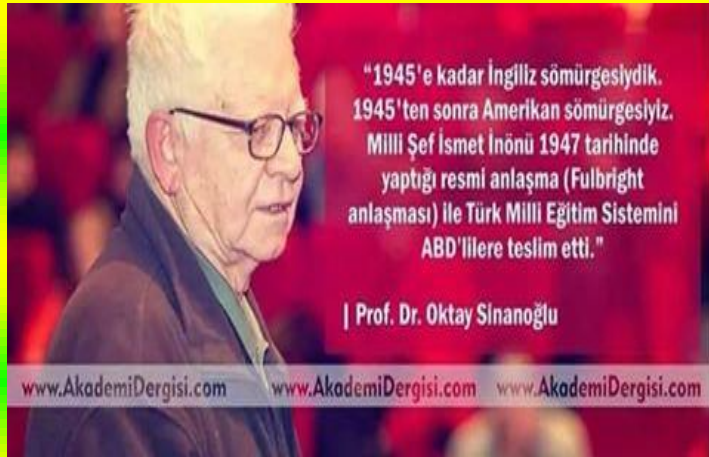 “1945'e kadar İngiliz sömürgesiydik.
1945'ten sonra Amerikan sömürgesiyiz.
Milli Şef İsmet İnönü 1947 tarihinde
yaptığı resmi anlaşma (Fulbright
anlaşması) ile Türk Milli Eğitim Sistemini
ABD'lilere teslim etti.”
| Prof. Dr. Oktay Sinanoğlu
www.AkademiDergisi.com www.AkademiDergisi.com www.AkademiDergisi.com